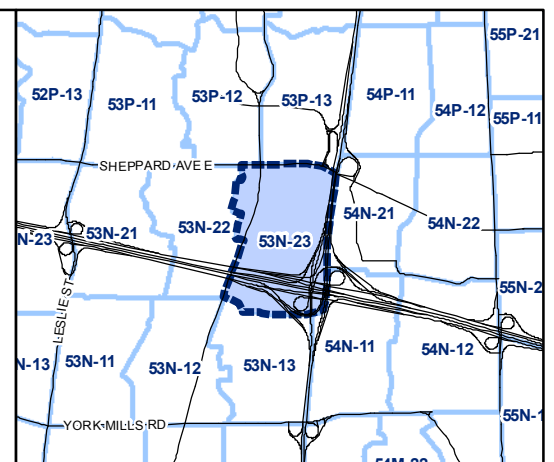 55P-21
52P-13
53P-11
53P-12
53P-13
54P-11
54P-12
55P-11
SHEPPARD AVE E
N-23
53N-21
53N-22
53N-23
54N-21
54N-22
55N-2
LESLIE ST
N-13
53N-11
53N-12
53N-13
54N-11
54N-12
55N-1
YORK MILLS RD